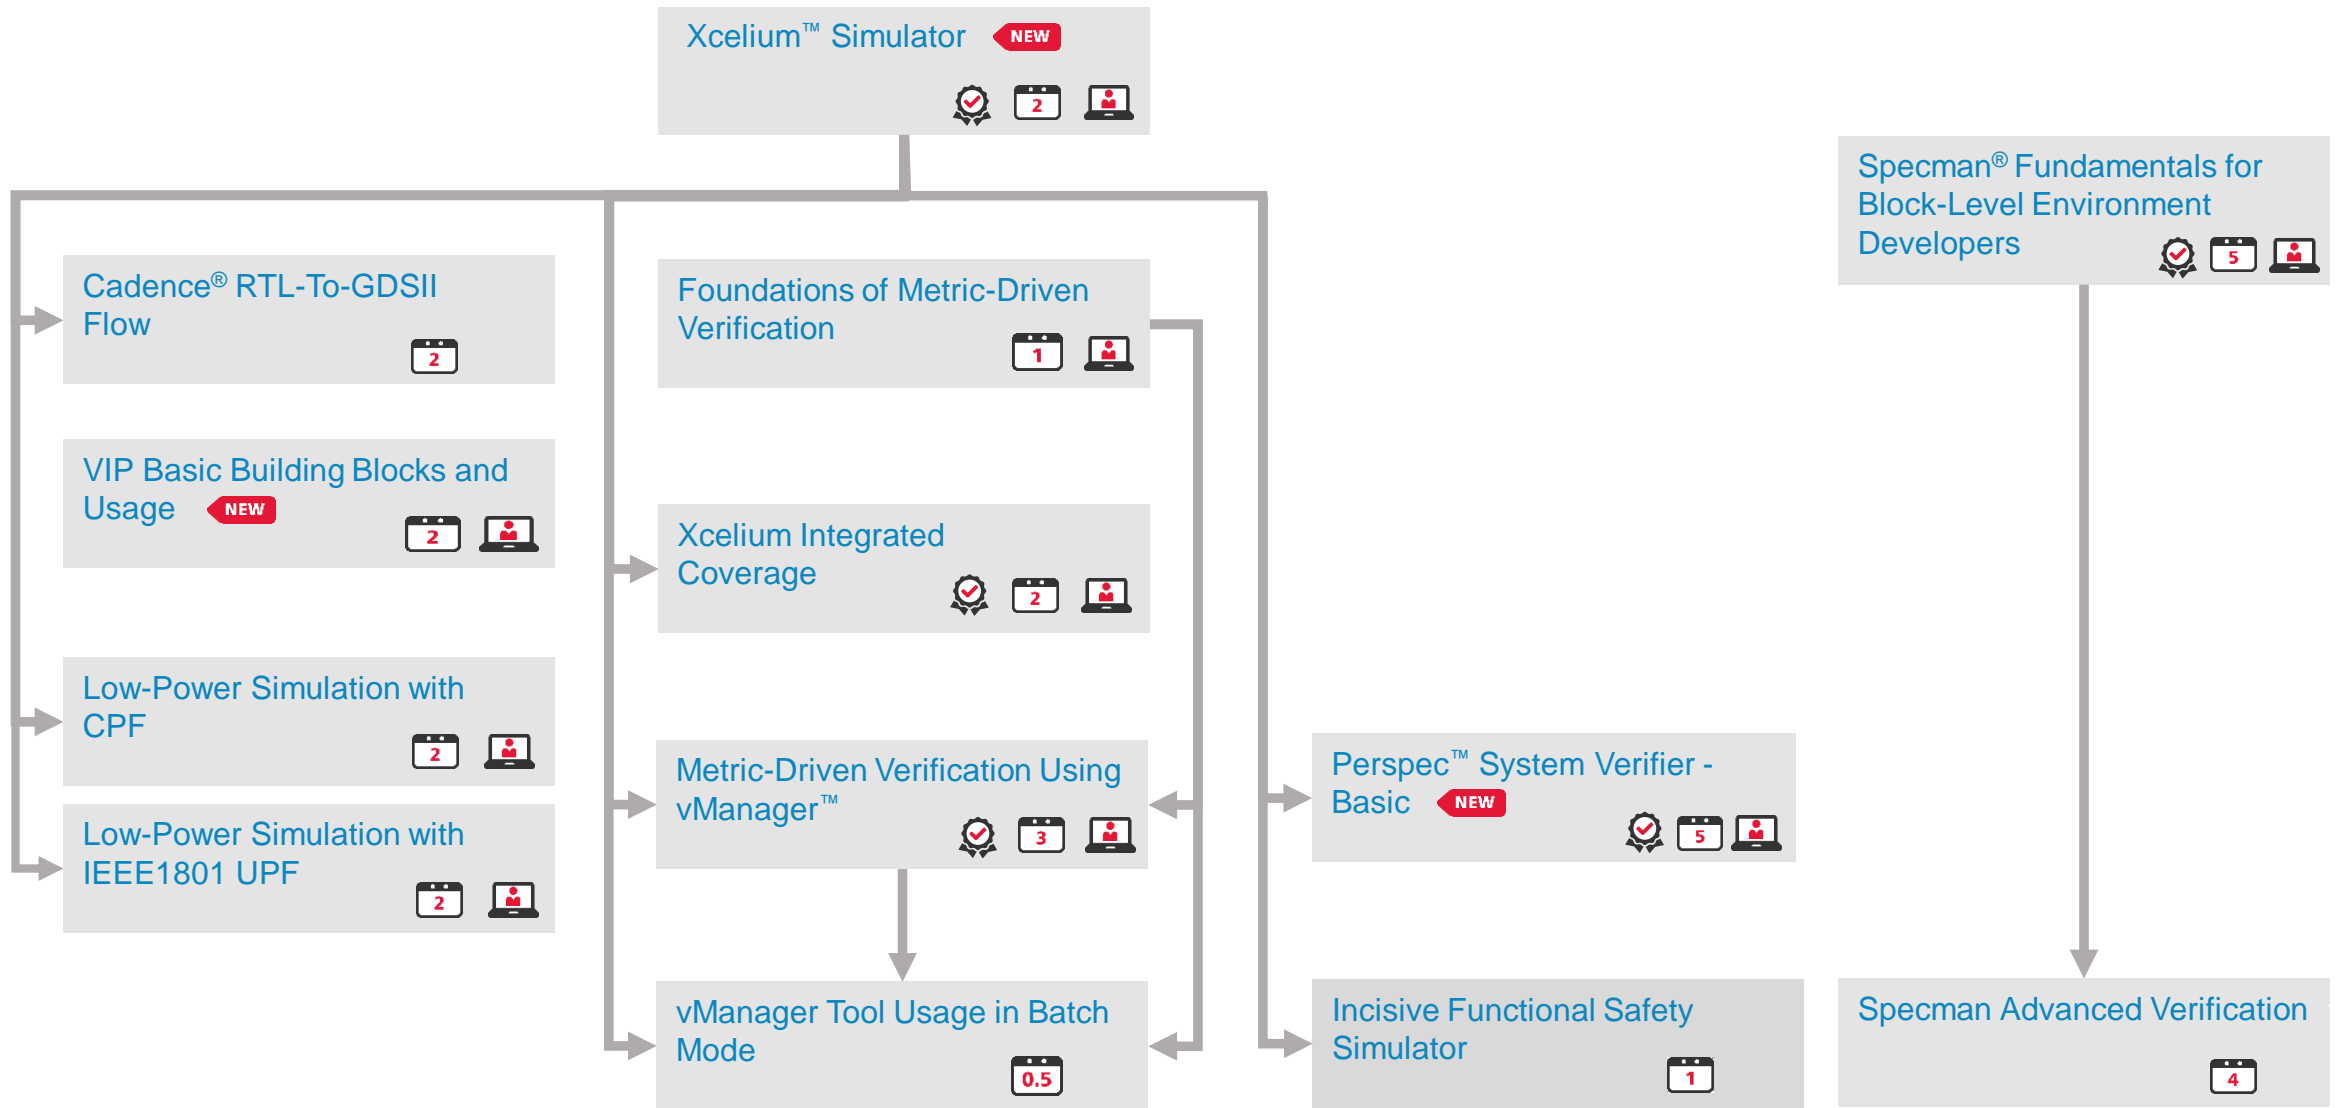 Xcelium™ Simulator NEW
2
Specman® Fundamentals for
Block-Level Environment
Developers
5
Cadence® RTL-To-GDSII
Flow
2
Foundations of Metric-Driven
Verification
1
VIP Basic Building Blocks and
Usage NEW
2
Xcelium Integrated
Coverage
2
Low-Power Simulation with
CPF
2
Metric-Driven Verification Using
vManager™
3
Perspec™ System Verifier -
Basic NEW
5
Low-Power Simulation with
IEEE1801 UPF
2
vManager Tool Usage in Batch
Mode
0.5
Incisive Functional Safety
Simulator
1
Specman Advanced Verification
4